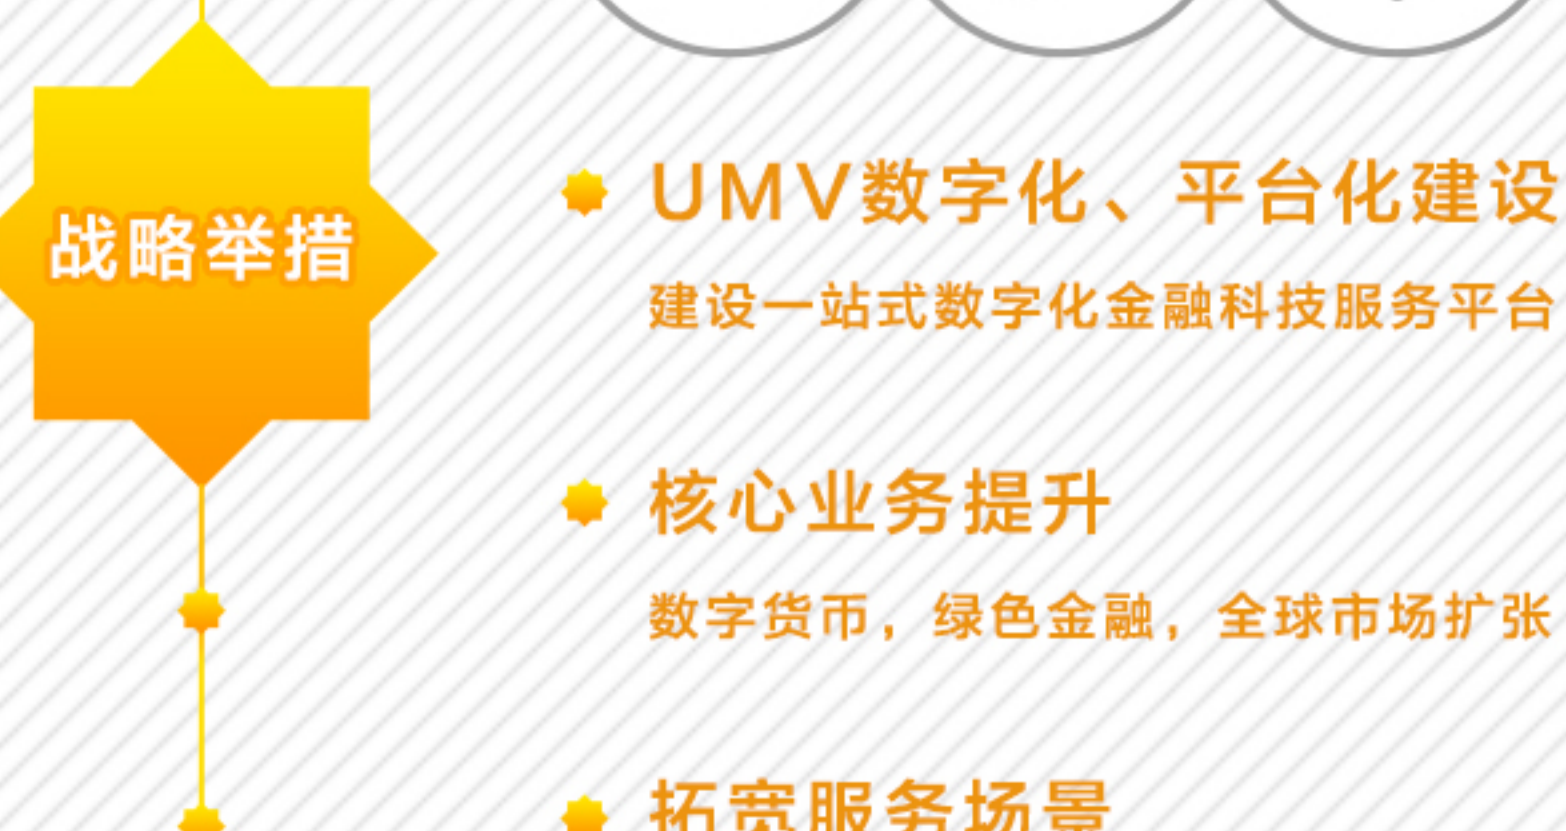 战略举措
UMV数字化、平台化建设
建设一站式数字化金融科技服务平台
核心业务提升
数字货币，绿色金融，全球市场扩张
拓宽服务场景